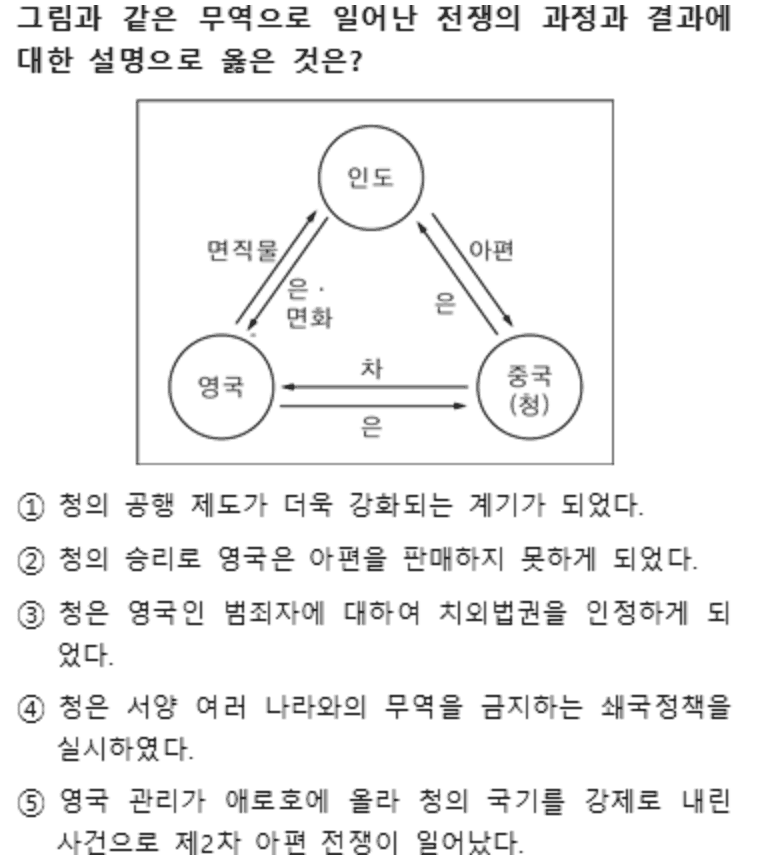 그림과 같은 무역으로 일어난 전쟁의 과정과 결과에
대한 설명으로 옳은 것은?
인도
면직물
아편
은 ·
면화
은
영국
차
은
중국
(청)
① 청의 공행 제도가 더욱 강화되는 계기가 되었다.
② 청의 승리로 영국은 아편을 판매하지 못하게 되었다.
③ 청은 영국인 범죄자에 대하여 치외법권을 인정하게 되
었다.
④ 청은 서양 여러 나라와의 무역을 금지하는 쇄국정책을
실시하였다.
⑤ 영국 관리가 애로호에 올라 청의 국기를 강제로 내린
사건으로 제2차 아편 전쟁이 일어났다.